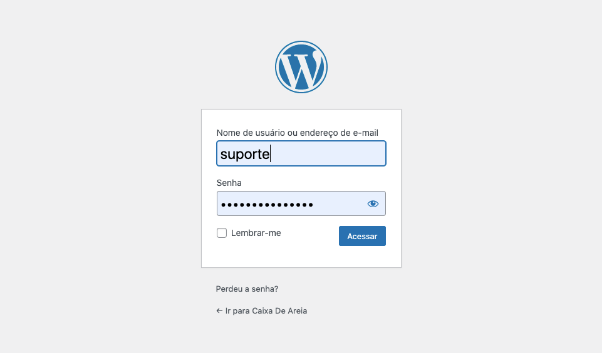 Nome de usuário ou endereço de e-mail
suporte
Senha
•••••••••••••••
Lembrar-me
Acessar
Perdeu a senha?
← Ir para Caixa De Areia